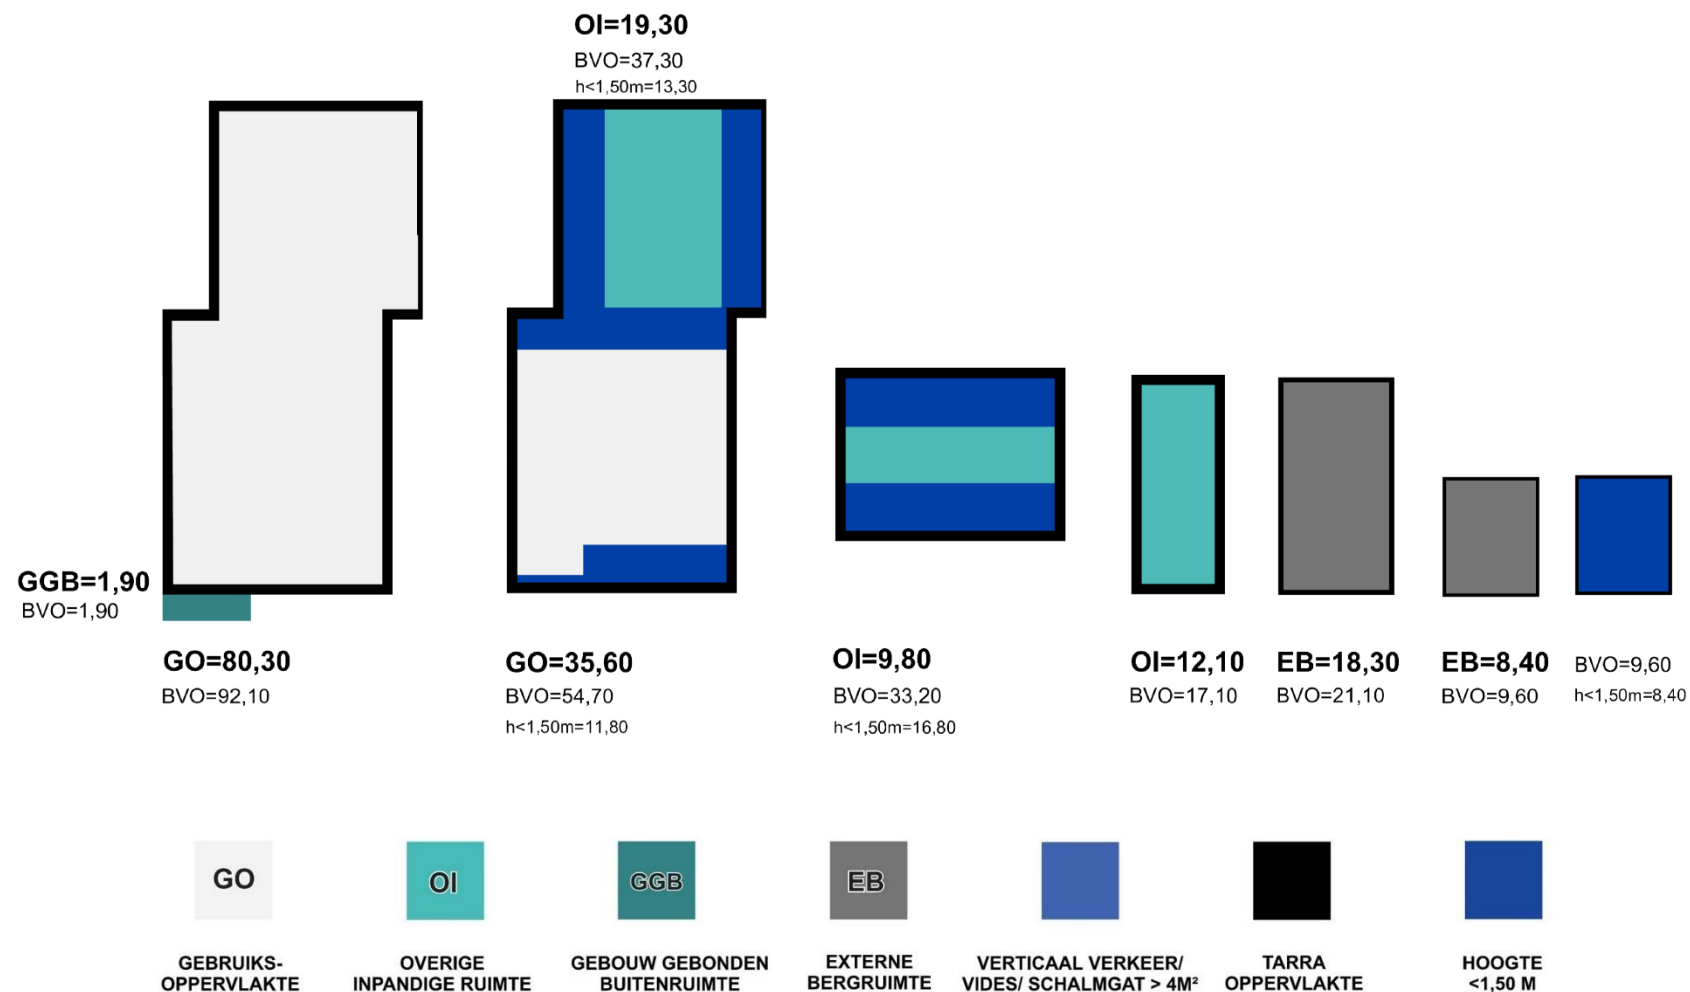 OI=19,30
BVO=37,30
h<1,50m=13,30
GGB=1,90
BVO=1,90
GO=80,30
BVO=92,10
GO=35,60
BVO=54,70
h<1,50m=11,80
OI=9,80
BVO=33,20
h<1,50m=16,80
OI=12,10
BVO=17,10
EB=18,30
BVO=21,10
EB=8,40
BVO=9,60
BVO=9,60
h<1,50m=8,40
GO
GEBRUIKS-
OPPERVLAKTE
OI
OVERIGE
INPANDIGE RUIMTE
GGB
GEBOUW GEBONDEN
BUITENRUIMTE
EB
EXTERNE
BERGRUIMTE
VERTICAAL VERKEER/
VIDES/ SCHALMGAT > 4M²
TARRA
OPPERVLAKTE
HOOGTE
<1,50 M